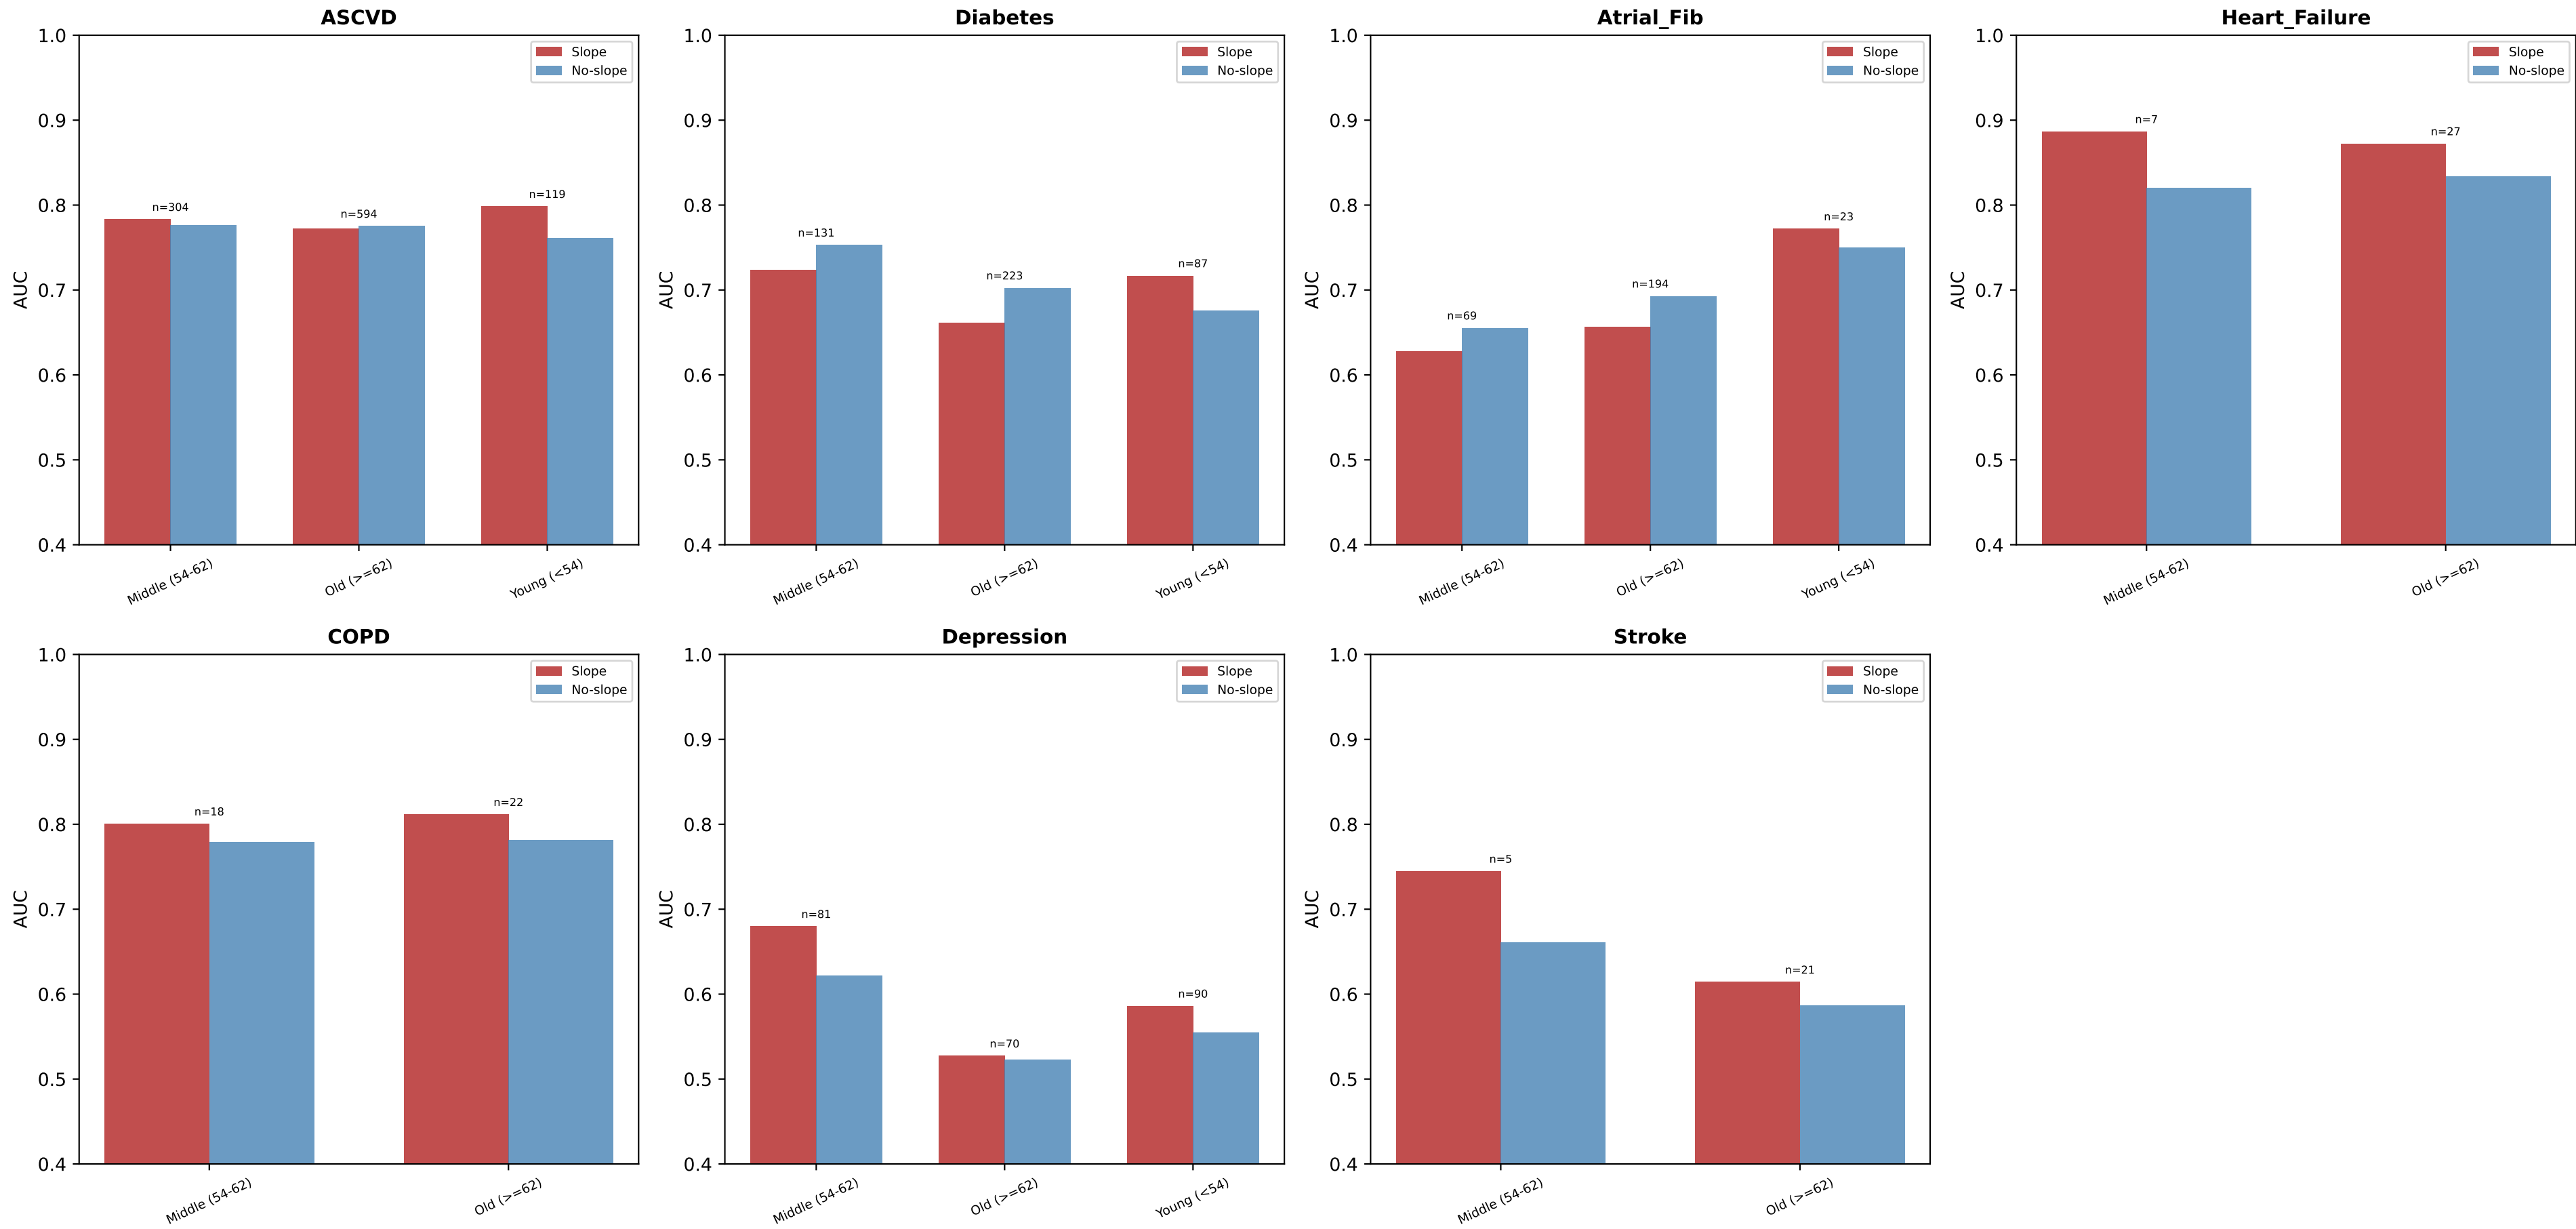 ASCVD
1.0
0.9
0.8
0.7
0.6
0.5
0.4
AUC
Slope
No-slope
n=304
n=594
n=119
Middle (54-62)
Old (>=62)
Young (<54)
Diabetes
1.0
0.9
0.8
0.7
0.6
0.5
0.4
AUC
Slope
No-slope
n=131
n=223
n=87
Middle (54-62)
Old (>=62)
Young (<54)
Atrial_Fib
1.0
0.9
0.8
0.7
0.6
0.5
0.4
AUC
Slope
No-slope
n=69
n=194
n=23
Middle (54-62)
Old (>=62)
Young (<54)
Heart_Failure
1.0
0.9
0.8
0.7
0.6
0.5
0.4
AUC
Slope
No-slope
n=7
n=27
Middle (54-62)
Old (>=62)
COPD
1.0
0.9
0.8
0.7
0.6
0.5
0.4
AUC
Slope
No-slope
n=18
n=22
Middle (54-62)
Old (>=62)
Depression
1.0
0.9
0.8
0.7
0.6
0.5
0.4
AUC
Slope
No-slope
n=81
n=70
n=90
Middle (54-62)
Old (>=62)
Young (<54)
Stroke
1.0
0.9
0.8
0.7
0.6
0.5
0.4
AUC
Slope
No-slope
n=5
n=21
Middle (54-62)
Old (>=62)